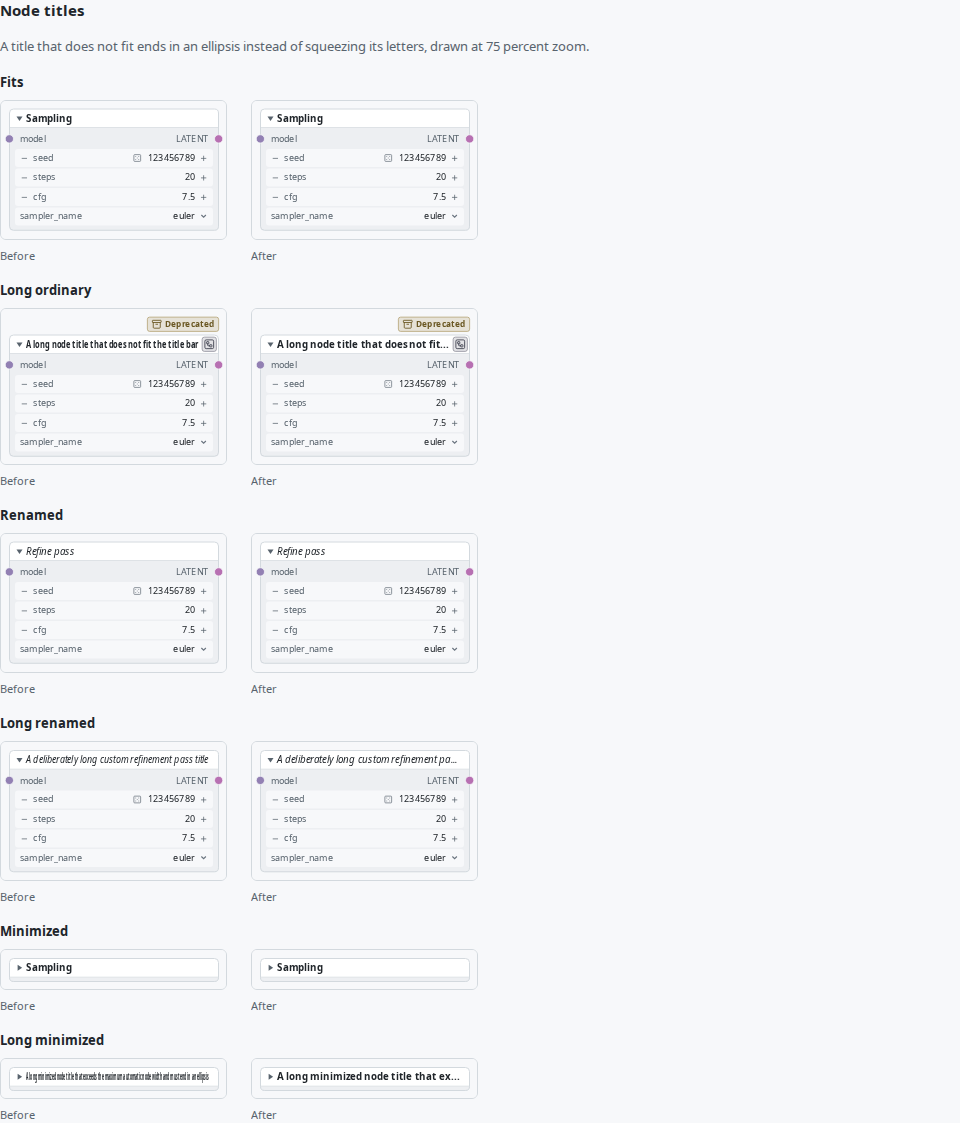 Node titles
A title that does not fit ends in an ellipsis instead of squeezing its letters, drawn at 75 percent zoom.
Fits
Sampling
model LATENT
seed 123456789
steps 20
cfg 7.5
sampler_name euler
Before
Sampling
model LATENT
seed 123456789
steps 20
cfg 7.5
sampler_name euler
After
Long ordinary
Deprecated
A long node title that does not fit the title bar
model LATENT
seed 123456789
steps 20
cfg 7.5
sampler_name euler
Before
Deprecated
A long node title that does not fit...
model LATENT
seed 123456789
steps 20
cfg 7.5
sampler_name euler
After
Renamed
Refine pass
model LATENT
seed 123456789
steps 20
cfg 7.5
sampler_name euler
Before
Refine pass
model LATENT
seed 123456789
steps 20
cfg 7.5
sampler_name euler
After
Long renamed
A deliberately long custom refinement pass title
model LATENT
seed 123456789
steps 20
cfg 7.5
sampler_name euler
Before
A deliberately long custom refinement pa...
model LATENT
seed 123456789
steps 20
cfg 7.5
sampler_name euler
After
Minimized
Sampling
Before
Sampling
After
Long minimized
A long minimized node title that exceeds the maximum
Before
A long minimized node title that ex...
After